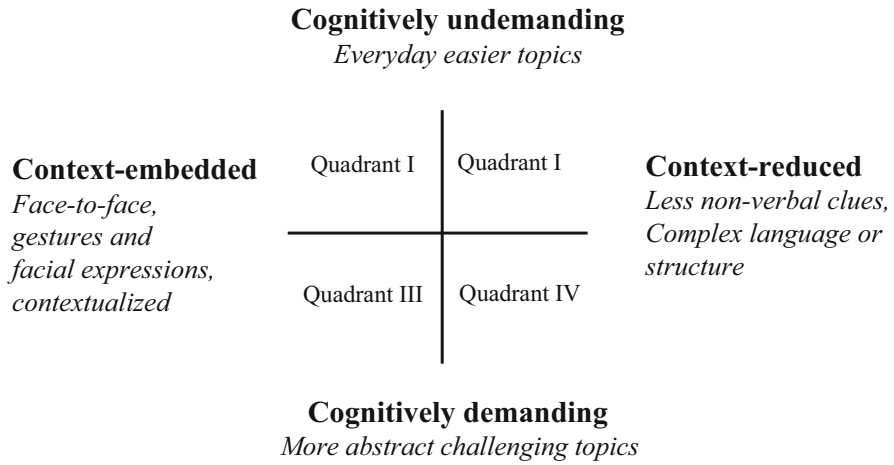 Cognitively undemanding
Everyday easier topics
Context-embedded
Face-to-face,
gestures and
facial expressions,
contextualized
Quadrant I
Quadrant I
Context-reduced
Less non-verbal clues,
Complex language or
structure
Quadrant III
Quadrant IV
Cognitively demanding
More abstract challenging topics